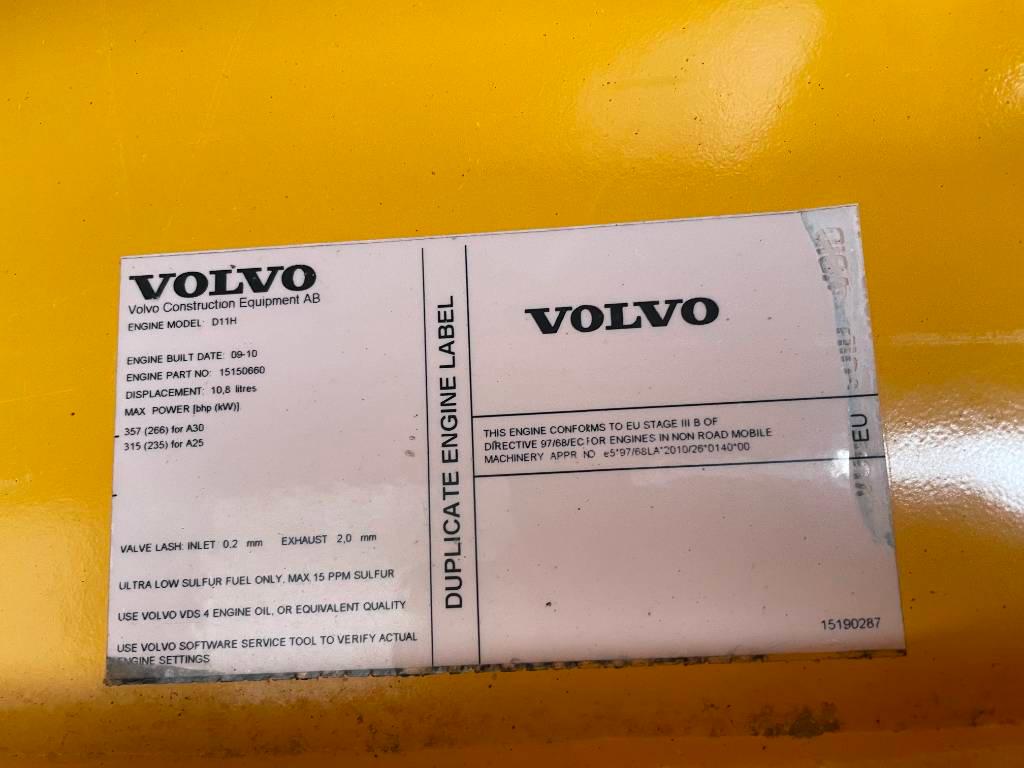 VOLVO
Volvo Construction Equipment AB
ENGINE MODEL: D11H
ENGINE BUILT DATE: 09-10
ENGINE PART NO: 15150660
DISPLACEMENT: 10,8 litres
MAX POWER [bhp (kW)]
357 (266) for A30
315 (235) for A25
VALVE LASH: INLET 0.2 mm EXHAUST 2,0 mm
ULTRA LOW SULFUR FUEL ONLY, MAX 15 PPM SULFUR
USE VOLVO VDS 4 ENGINE OIL, OR EQUIVALENT QUALITY
USE VOLVO SOFTWARE SERVICE TOOL TO VERIFY ACTUAL
ENGINE SETTINGS
DUPLICATE ENGINE LABEL
VOLVO
THIS ENGINE CONFORMS TO EU STAGE III B OF
DIRECTIVE 97/68/EC FOR ENGINES IN NON ROAD MOBILE
MACHINERY APPR NO e5*97/68LA*2010/26*0140*00
EU
15190287